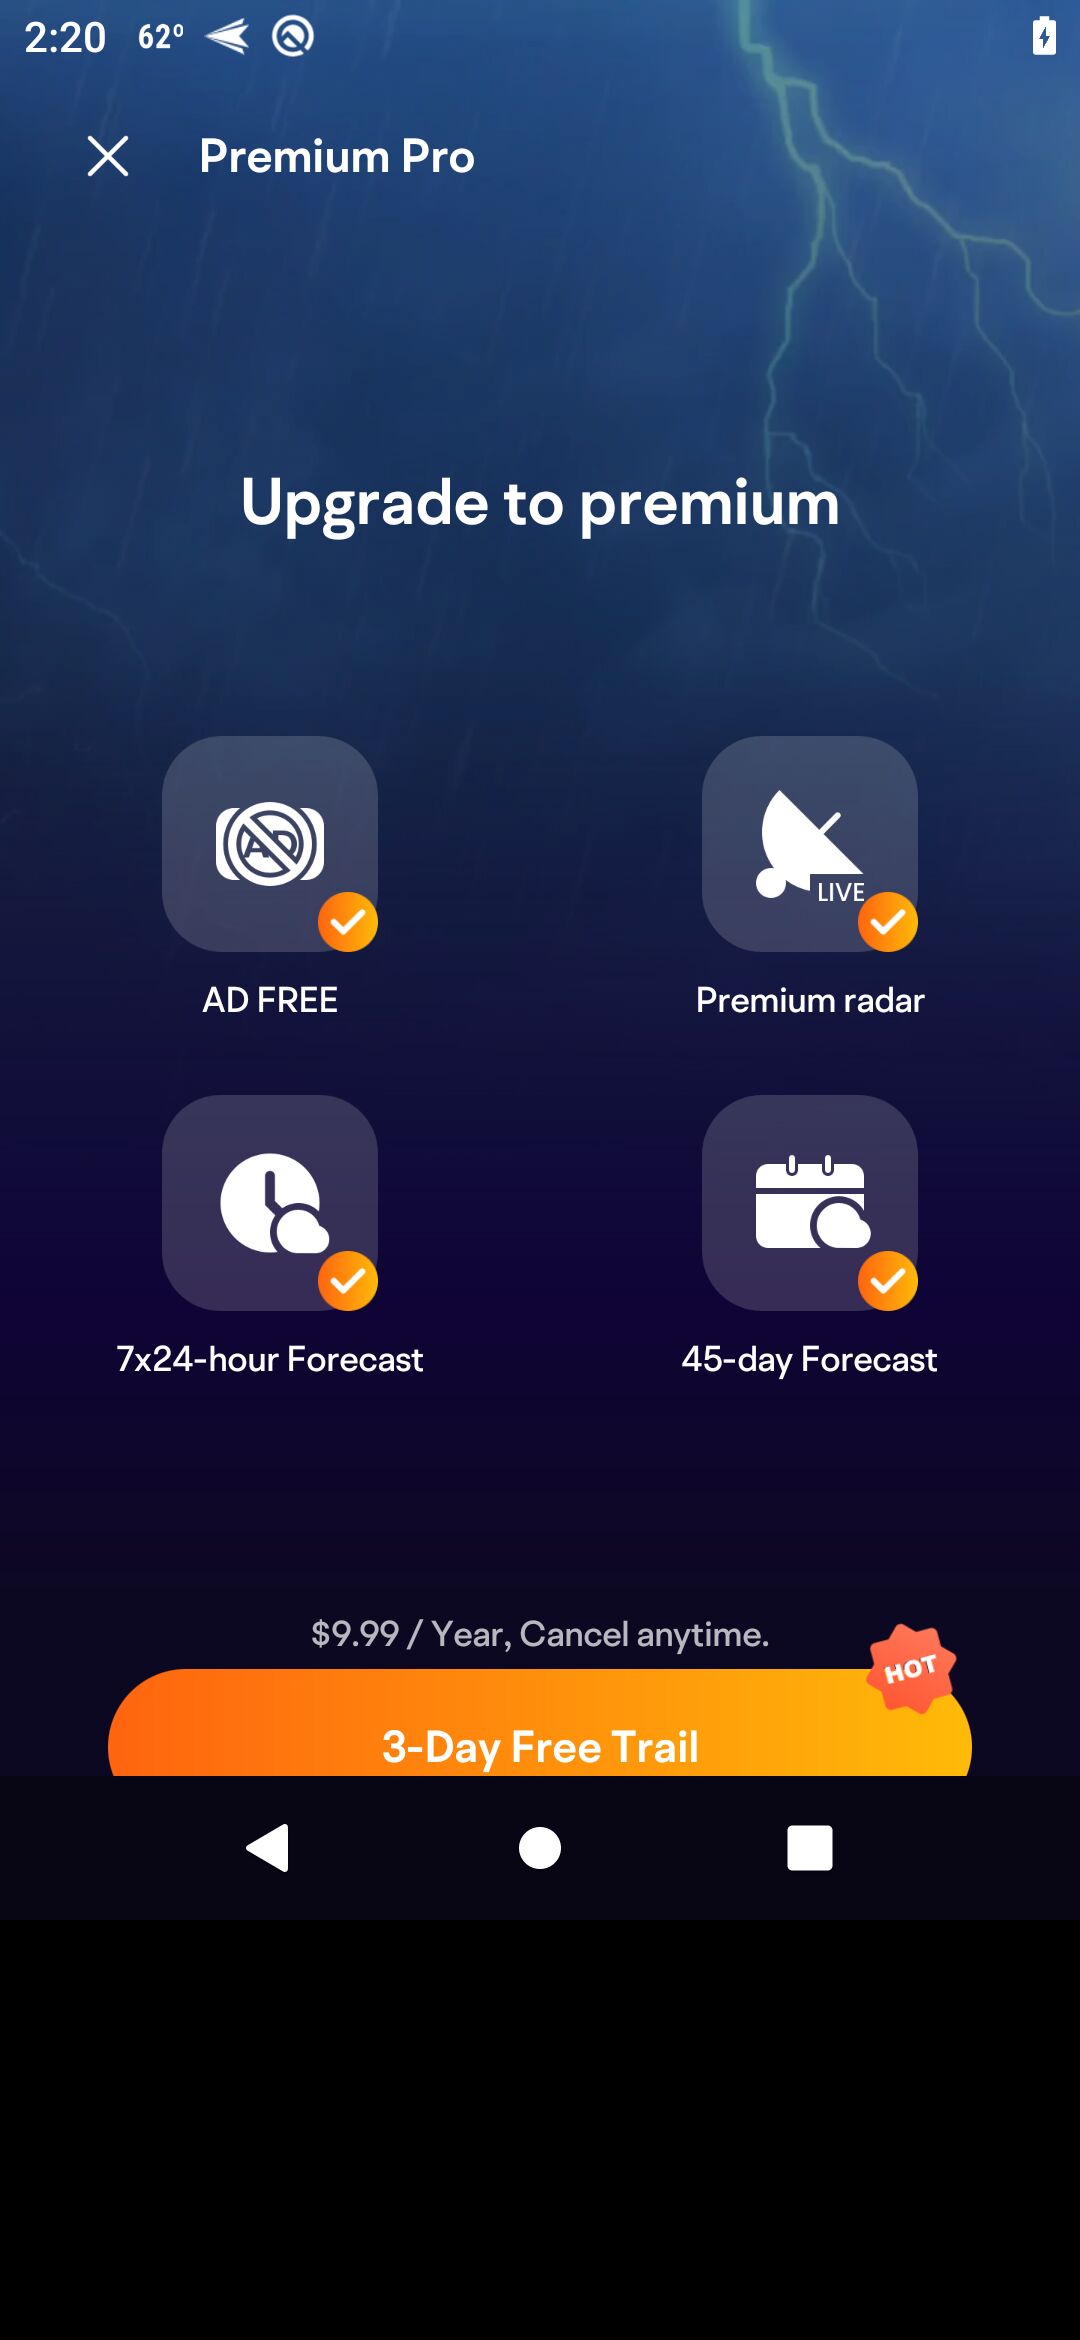 2:20 62°
Premium Pro
Upgrade to premium
AD
LIVE
AD FREE
Premium radar
7x24-hour Forecast
45-day Forecast
$9.99 / Year, Cancel anytime.
HOT
3-Day Free Trail